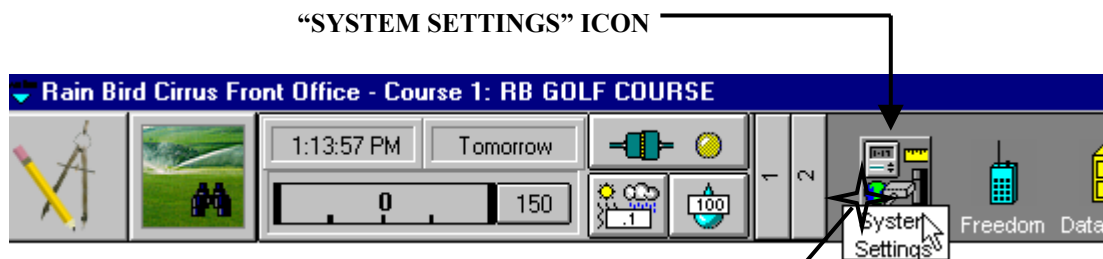 “SYSTEM SETTINGS” ICON
Rain Bird Cirrus Front Office - Course 1: RB GOLF COURSE
1:13:57 PM Tomorrow
1 2
0 150 .1 100
System Freedom
Settings